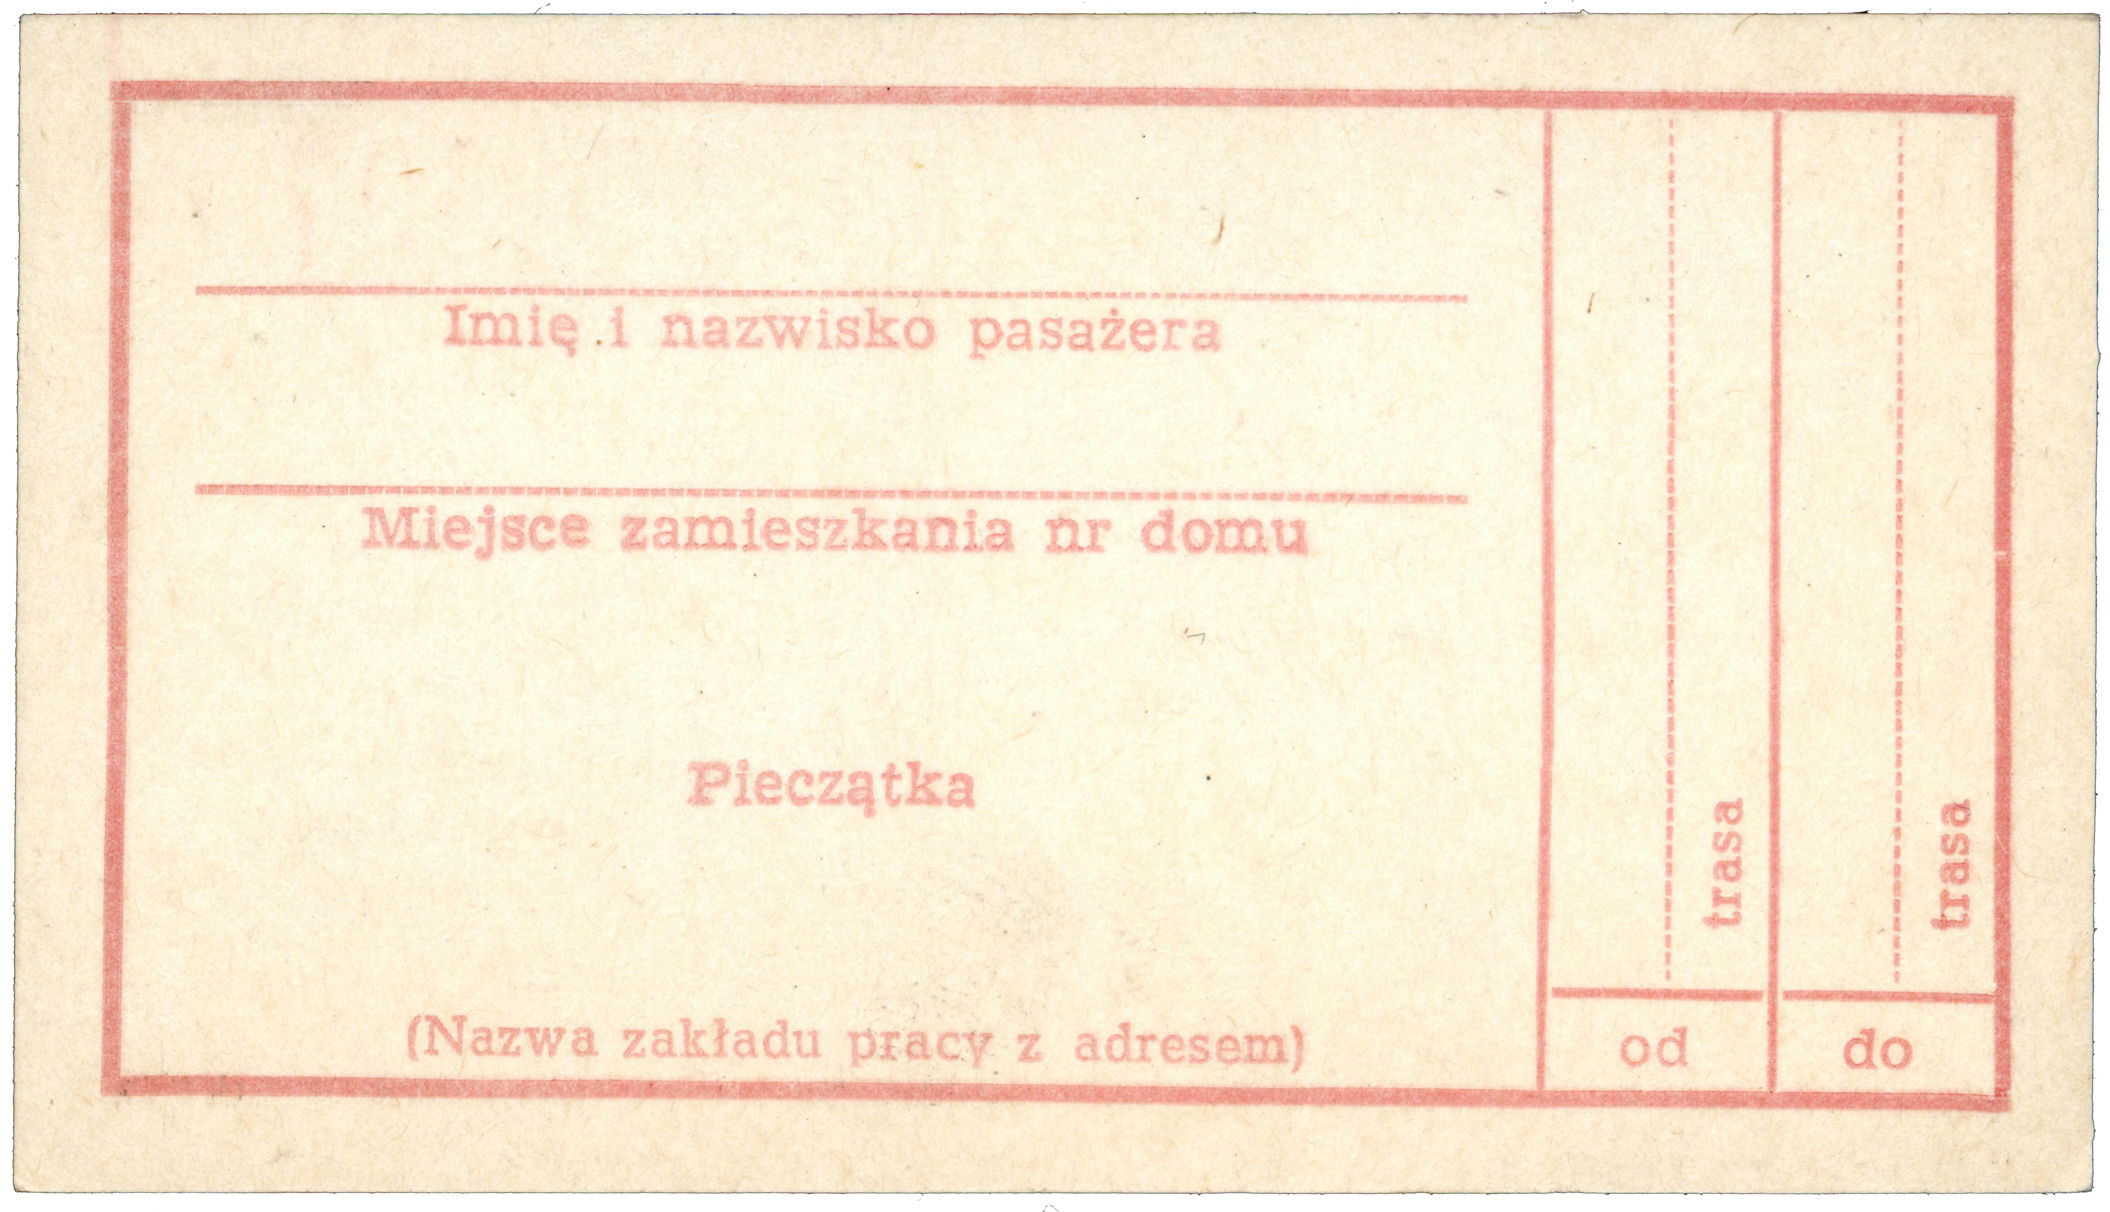 Imię i nazwisko pasażera
Miejsce zamieszkania nr domu
Pieczątka
(Nazwa zakładu pracy z adresem)
trasa
od
trasa
do